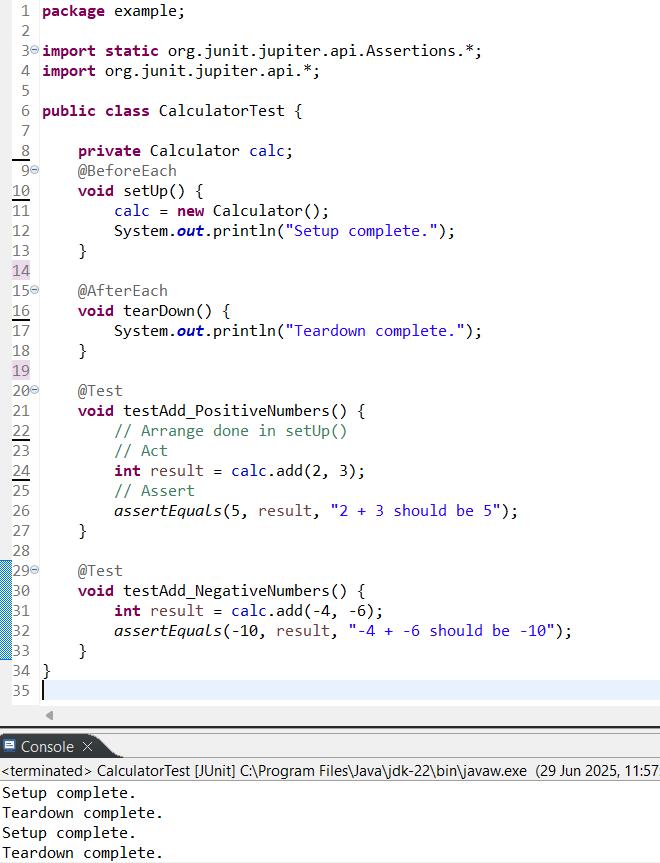 1 package example;
2
3 import static org.junit.jupiter.api.Assertions.*;
4 import org.junit.jupiter.api.*;
5
6 public class CalculatorTest {
7
8     private Calculator calc;
9     @BeforeEach
10     void setUp() {
11         calc = new Calculator();
12         System.out.println("Setup complete.");
13     }
14
15     @AfterEach
16     void tearDown() {
17         System.out.println("Teardown complete.");
18     }
19
20     @Test
21     void testAdd_PositiveNumbers() {
22         // Arrange done in setUp()
23         // Act
24         int result = calc.add(2, 3);
25         // Assert
26         assertEquals(5, result, "2 + 3 should be 5");
27     }
28
29     @Test
30     void testAdd_NegativeNumbers() {
31         int result = calc.add(-4, -6);
32         assertEquals(-10, result, "-4 + -6 should be -10");
33     }
34 }
35
Console
<terminated> CalculatorTest [JUnit] C:\Program Files\Java\jdk-22\bin\javaw.exe (29 Jun 2025, 11:57:
Setup complete.
Teardown complete.
Setup complete.
Teardown complete.